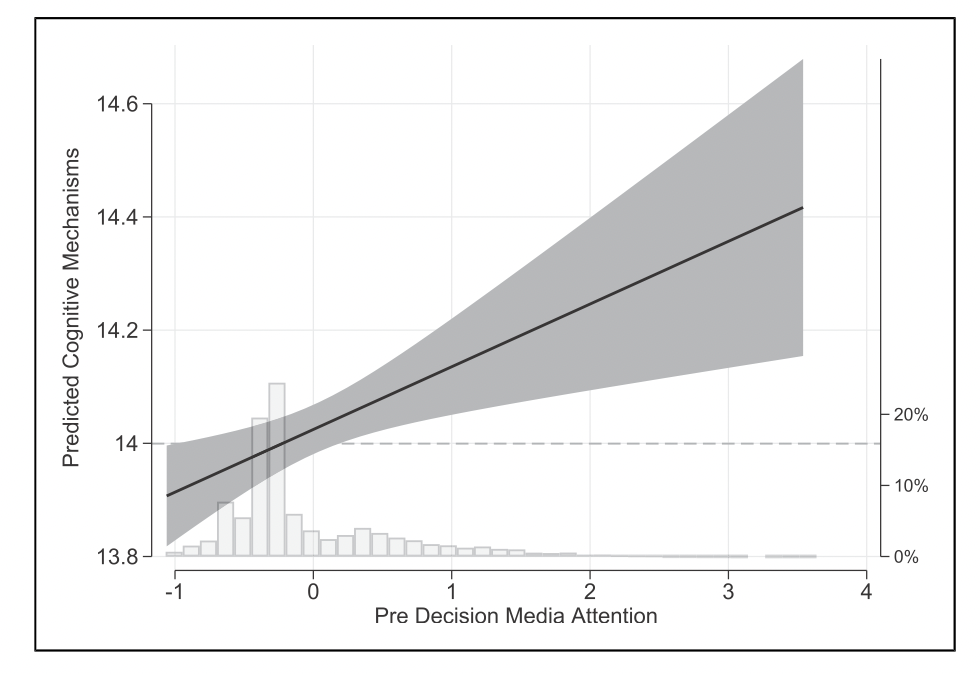 Predicted Cognitive Mechanisms
14.6
14.4
14.2
14
13.8
20%
10%
0%
-1 0 1 2 3 4
Pre Decision Media Attention